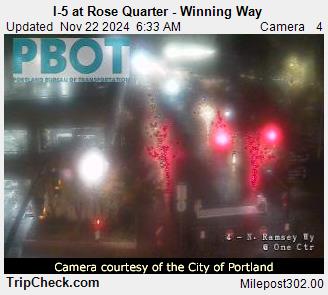 I-5 at Rose Quarter - Winning Way
Updated Nov 22 2024 6:33 AM Camera 4
PBOT
PORTLAND BUREAU OF TRANSPORTATION
4 - N. Ramsey Wy
@ One Ctr
Camera courtesy of the City of Portland
TripCheck.com Milepost302.00